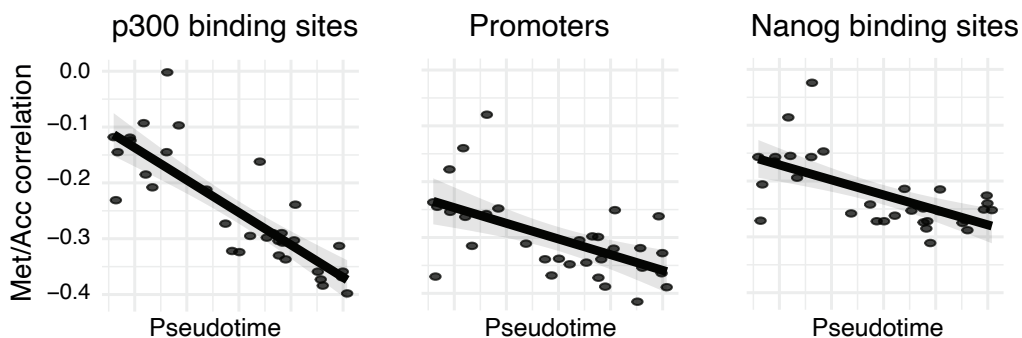 p300 binding sites
Promoters
Nanog binding sites
Met/Acc correlation
0.0
−0.1
−0.2
−0.3
−0.4
Pseudotime
Pseudotime
Pseudotime